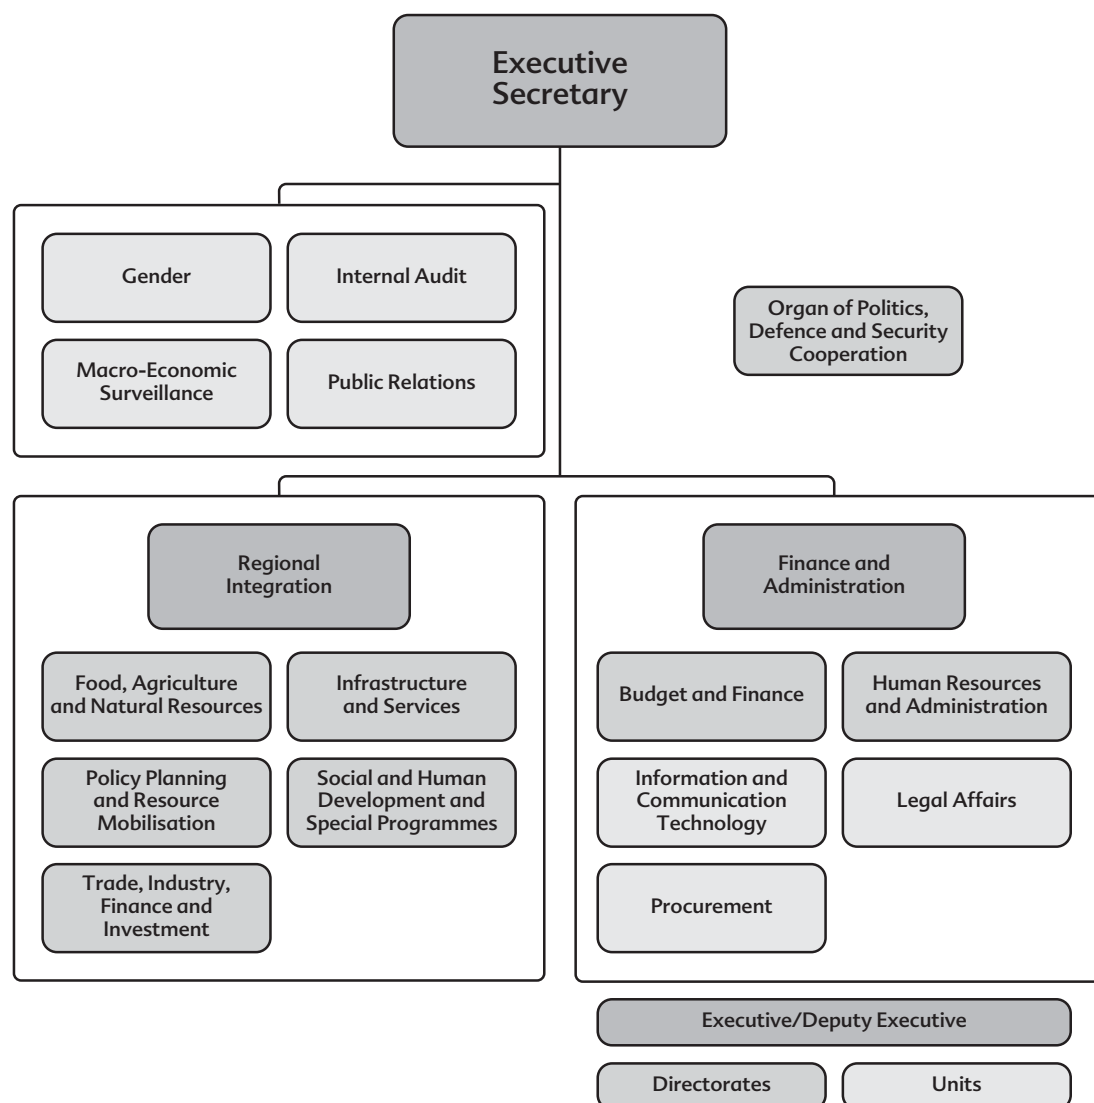 Executive
Secretary
Gender
Internal Audit
Macro-Economic
Surveillance
Public Relations
Organ of Politics,
Defence and Security
Cooperation
Regional
Integration
Food, Agriculture
and Natural Resources
Infrastructure
and Services
Policy Planning
and Resource
Mobilisation
Social and Human
Development and
Special Programmes
Trade, Industry,
Finance and
Investment
Finance and
Administration
Budget and Finance
Human Resources
and Administration
Information and
Communication
Technology
Legal Affairs
Procurement
Executive/Deputy Executive
Directorates
Units